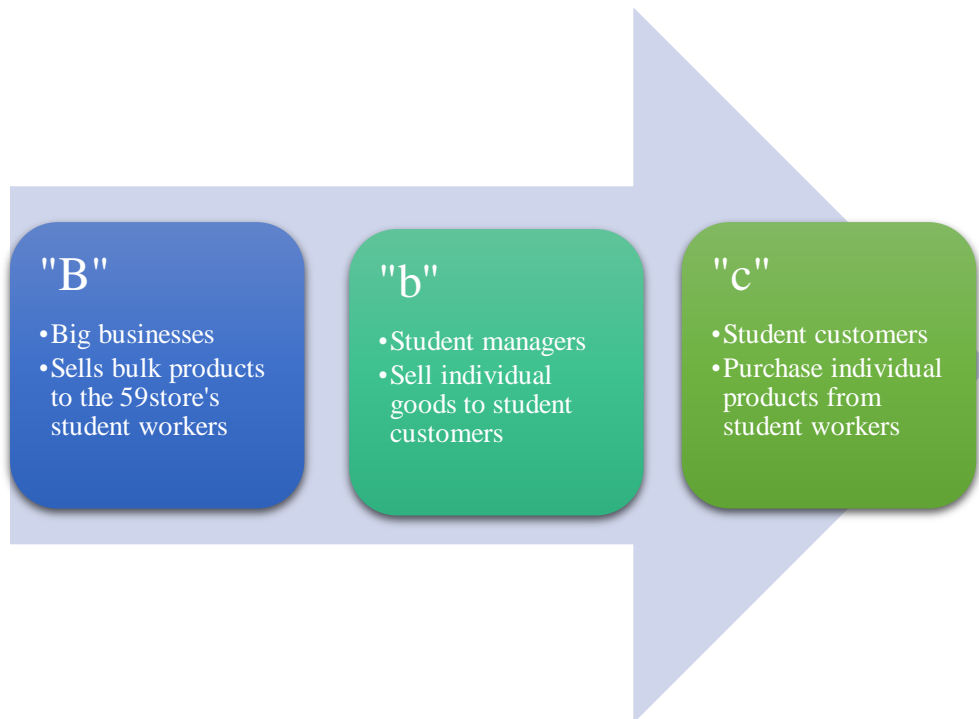 "B"
•Big businesses
•Sells bulk products
to the 59store's
student workers
"b"
•Student managers
•Sell individual
goods to student
customers
"c"
•Student customers
•Purchase individual
products from
student workers